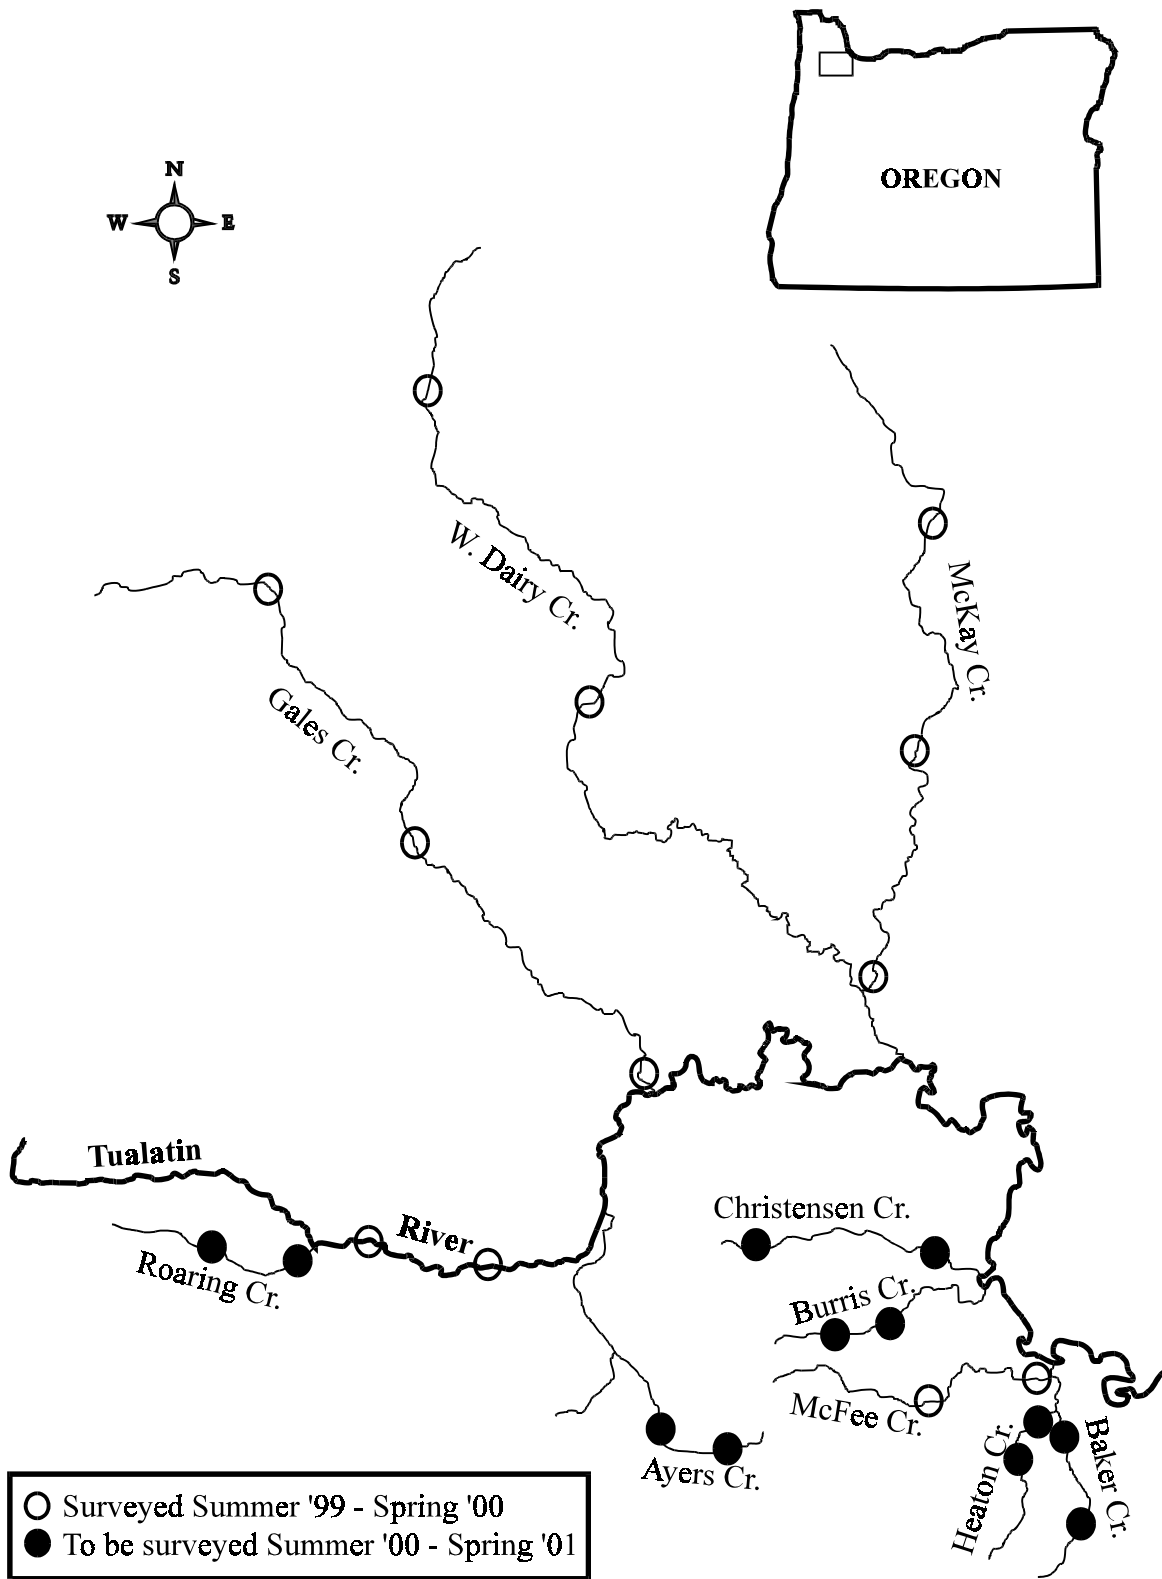 OREGON
N
W E
S
W. Dairy Cr.
McKay Cr.
Gales Cr.
Tualatin
River
Christensen Cr.
Roaring Cr.
Burris Cr.
McFee Cr.
Heaton Cr.
Baker Cr.
Ayers Cr.
Surveyed Summer '99 - Spring '00
To be surveyed Summer '00 - Spring '01